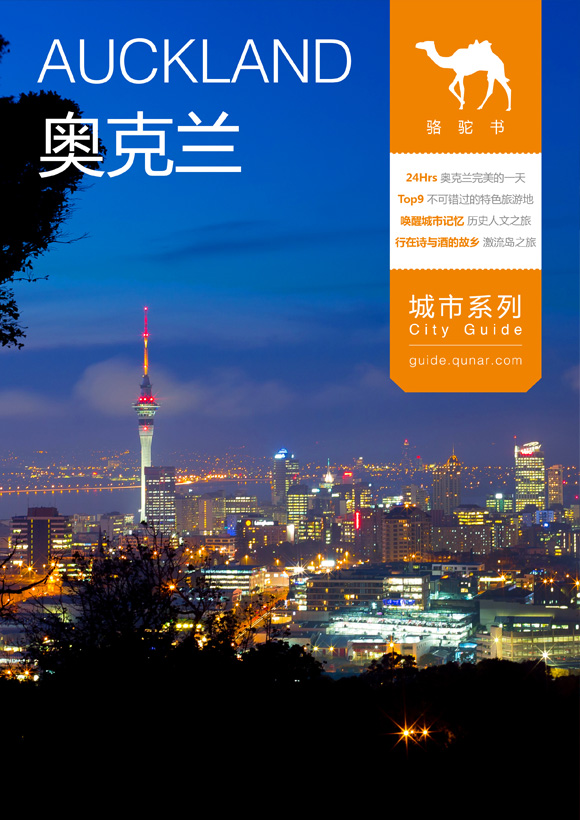 AUCKLAND
奥克兰
骆驼书
24Hrs 奥克兰完美的一天
Top9 不可错过的特色旅游地
唤醒城市记忆 历史人文之旅
行在诗与酒的故乡 激流岛之旅
城市系列
City Guide
guide.qunar.com